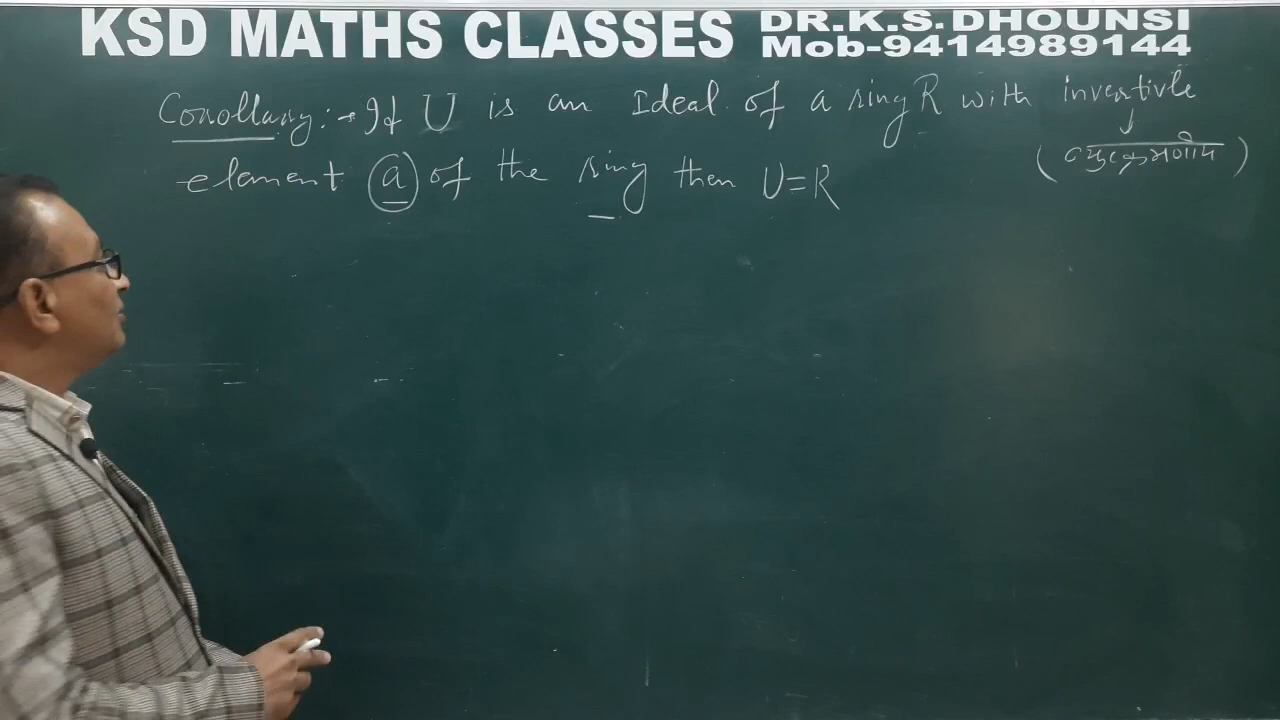 KSD MATHS CLASSES DR.K.S.DHOUNSI
Mob-9414989144
Corollary:- If U is an Ideal of a ring R with invertible
(व्युत्क्रमणीय)
element a of the ring then U=R